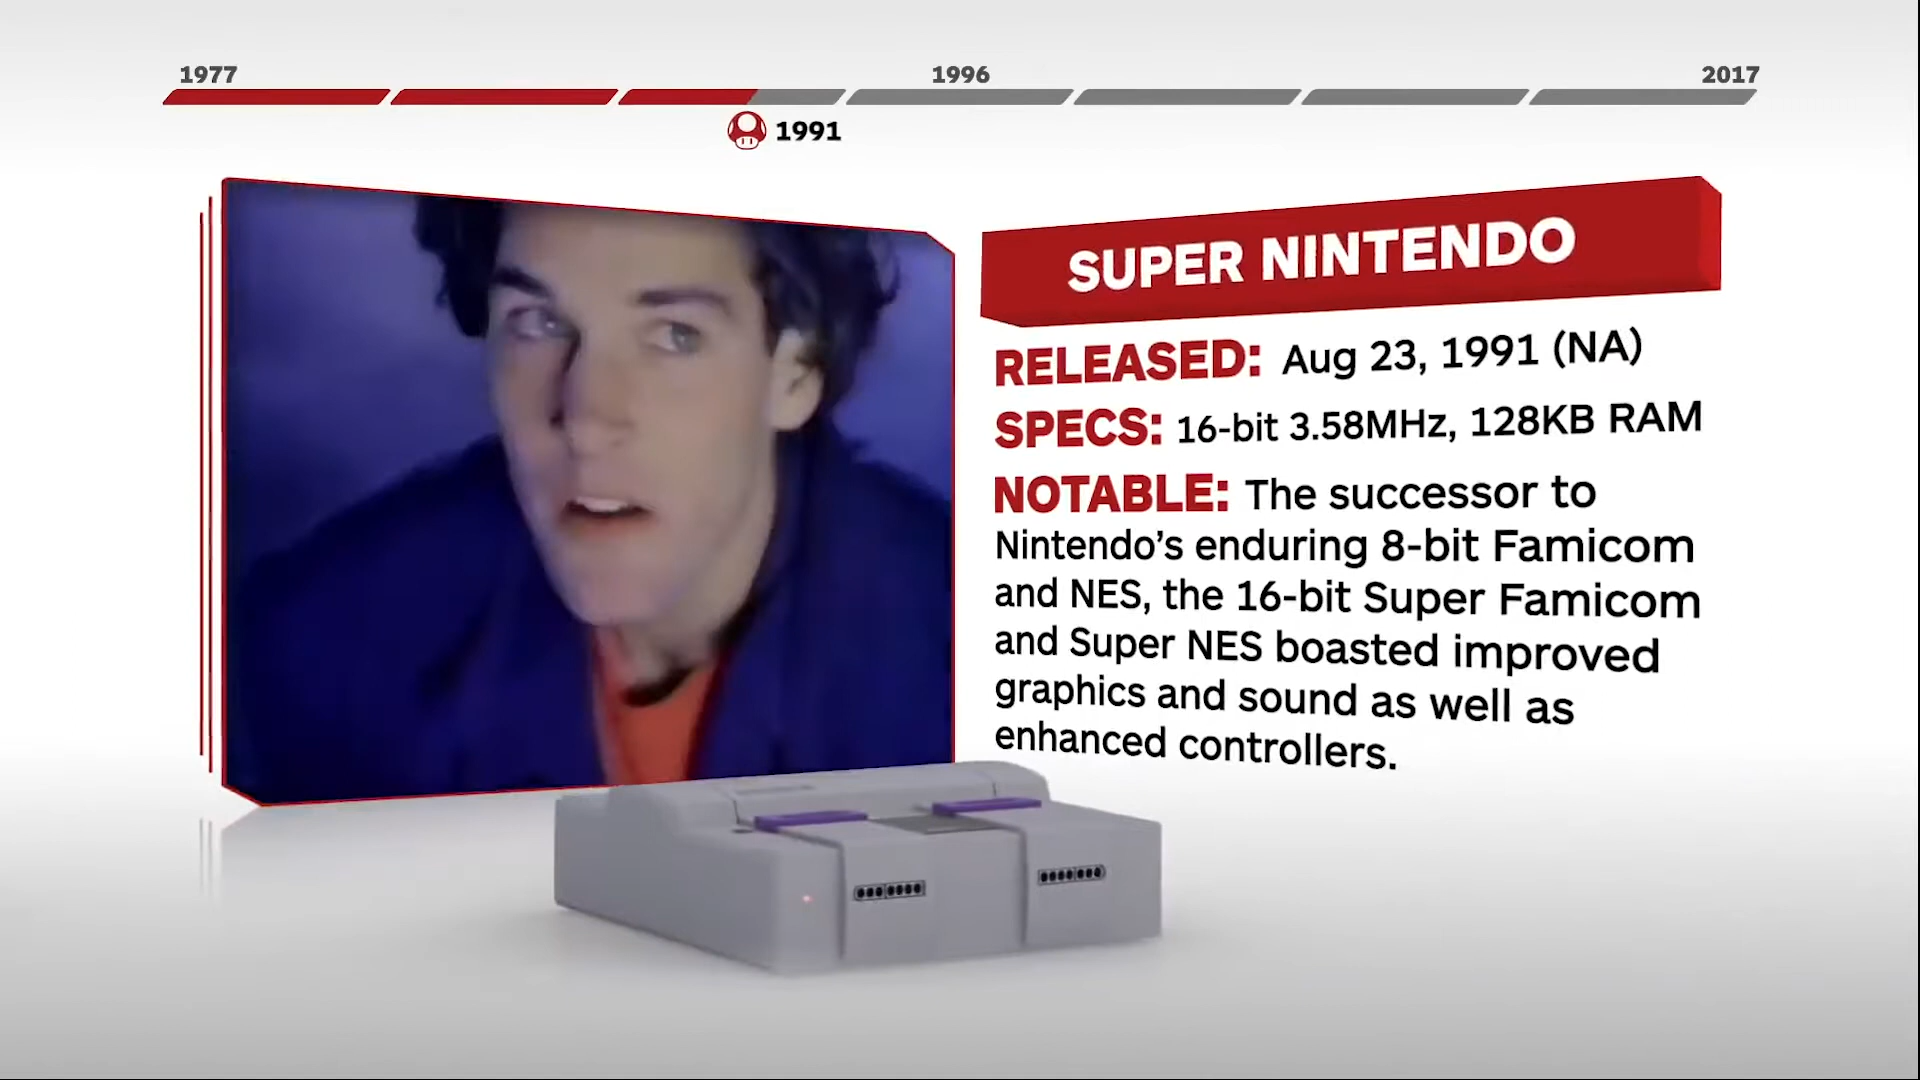 1977
1996
2017
1991
SUPER NINTENDO
RELEASED: Aug 23, 1991 (NA)
SPECS: 16-bit 3.58MHz, 128KB RAM
NOTABLE: The successor to
Nintendo’s enduring 8-bit Famicom
and NES, the 16-bit Super Famicom
and Super NES boasted improved
graphics and sound as well as
enhanced controllers.